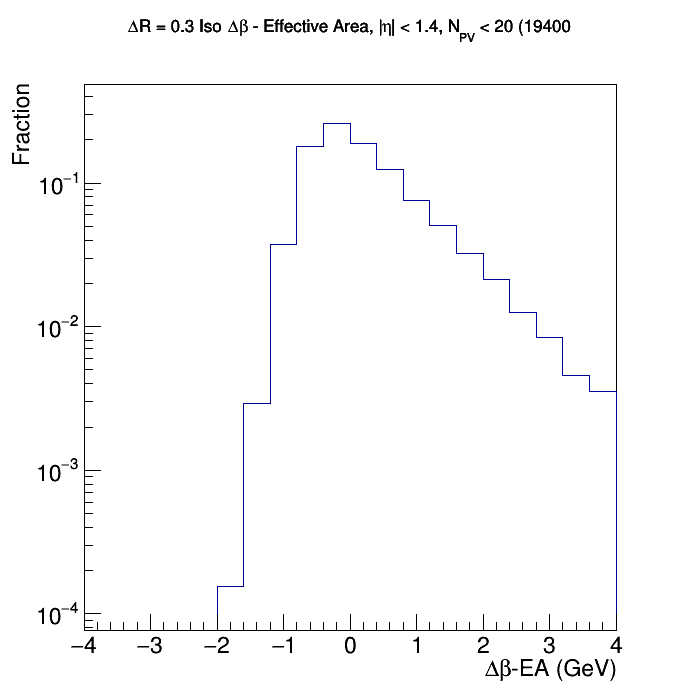 ΔR = 0.3 Iso Δβ - Effective Area, |η| < 1.4, N_PV < 20 (19400
Fraction
10⁻¹
10⁻²
10⁻³
10⁻⁴
−4 −3 −2 −1 0 1 2 3 4
Δβ-EA (GeV)